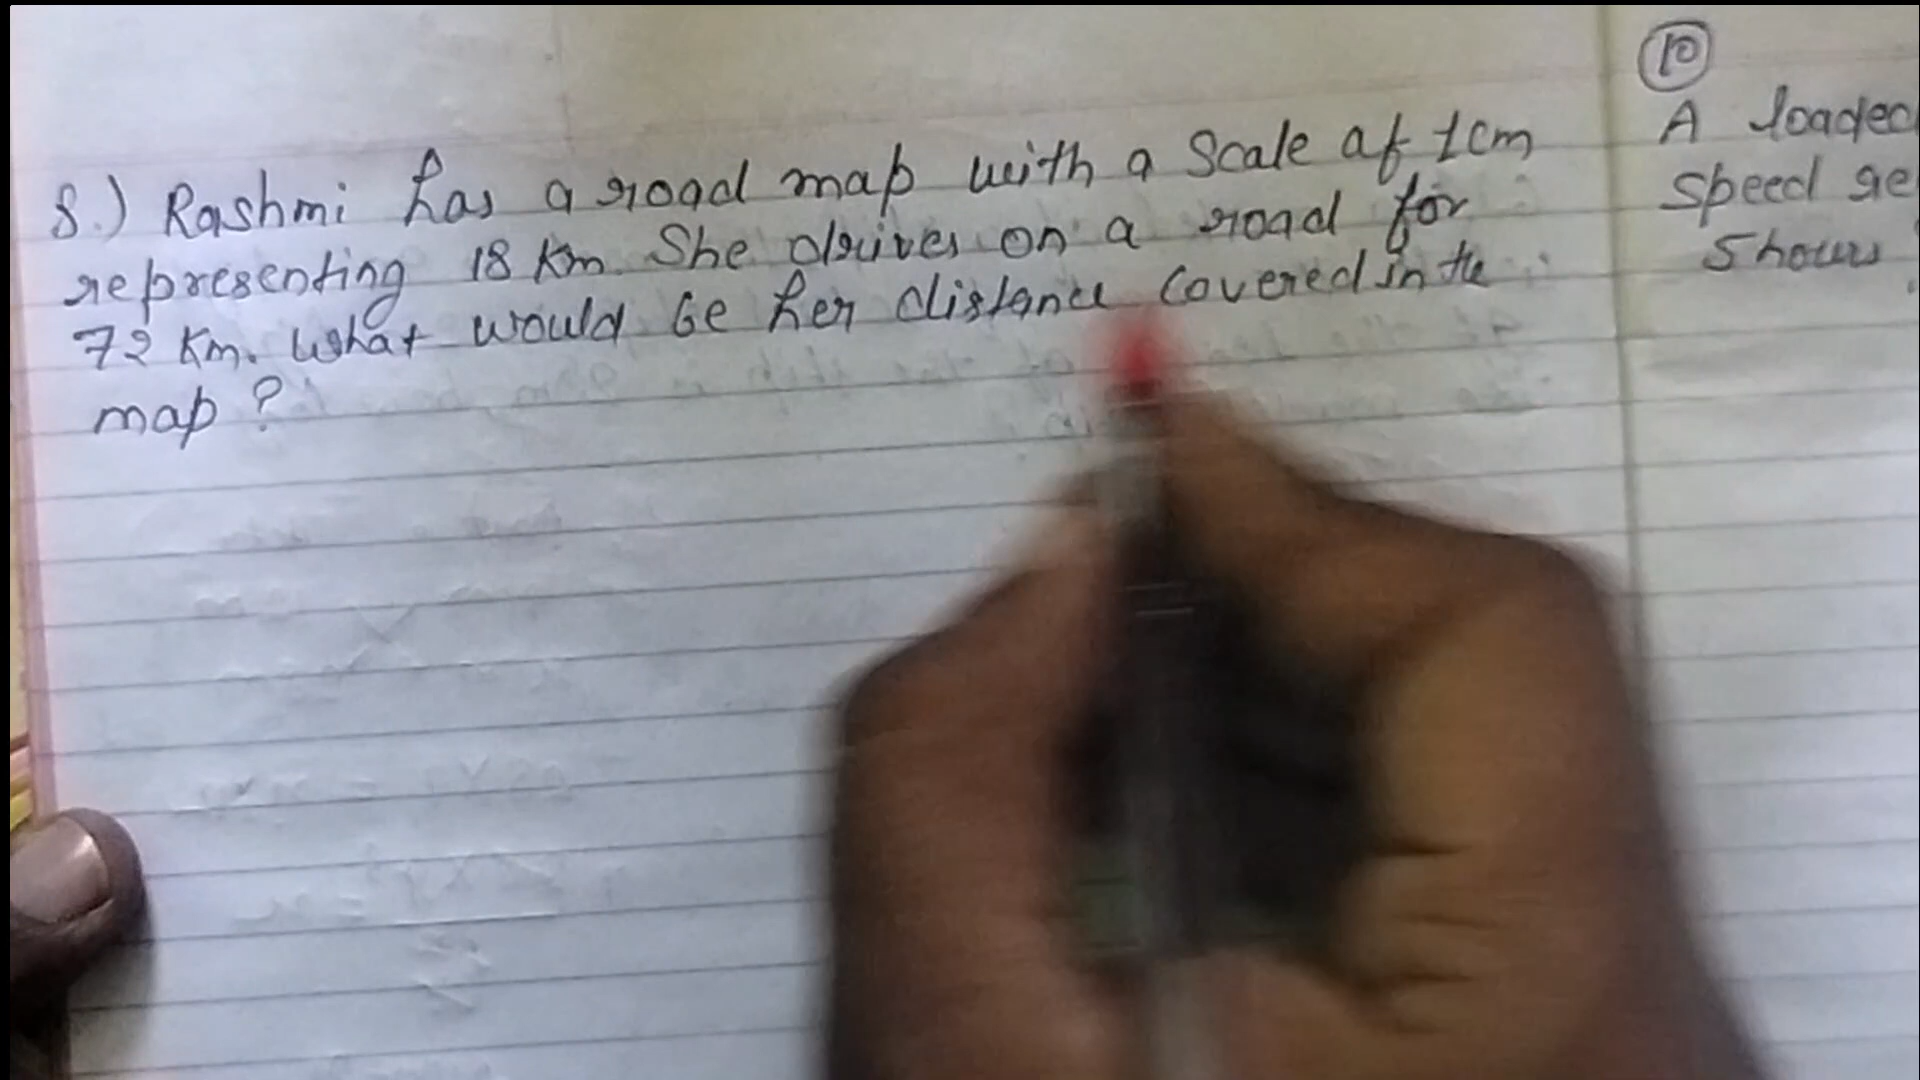 8.) Rashmi has a road map with a scale of 1cm
representing 18 Km. She drives on a road for
72 Km. What would be her distance covered in the
map ?
10
A loaded
Speed re
5 hours